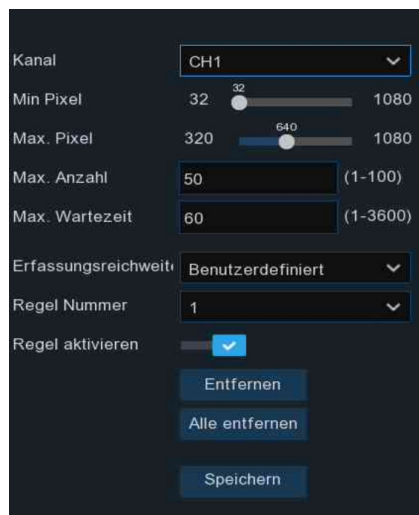 Kanal CH1
32
Min Pixel 32 1080
640
Max. Pixel 320 1080
Max. Anzahl 50 (1-100)
Max. Wartezeit 60 (1-3600)
Erfassungsreichweit Benutzerdefiniert
Regel Nummer 1
Regel aktivieren
Entfernen
Alle entfernen
Speichern